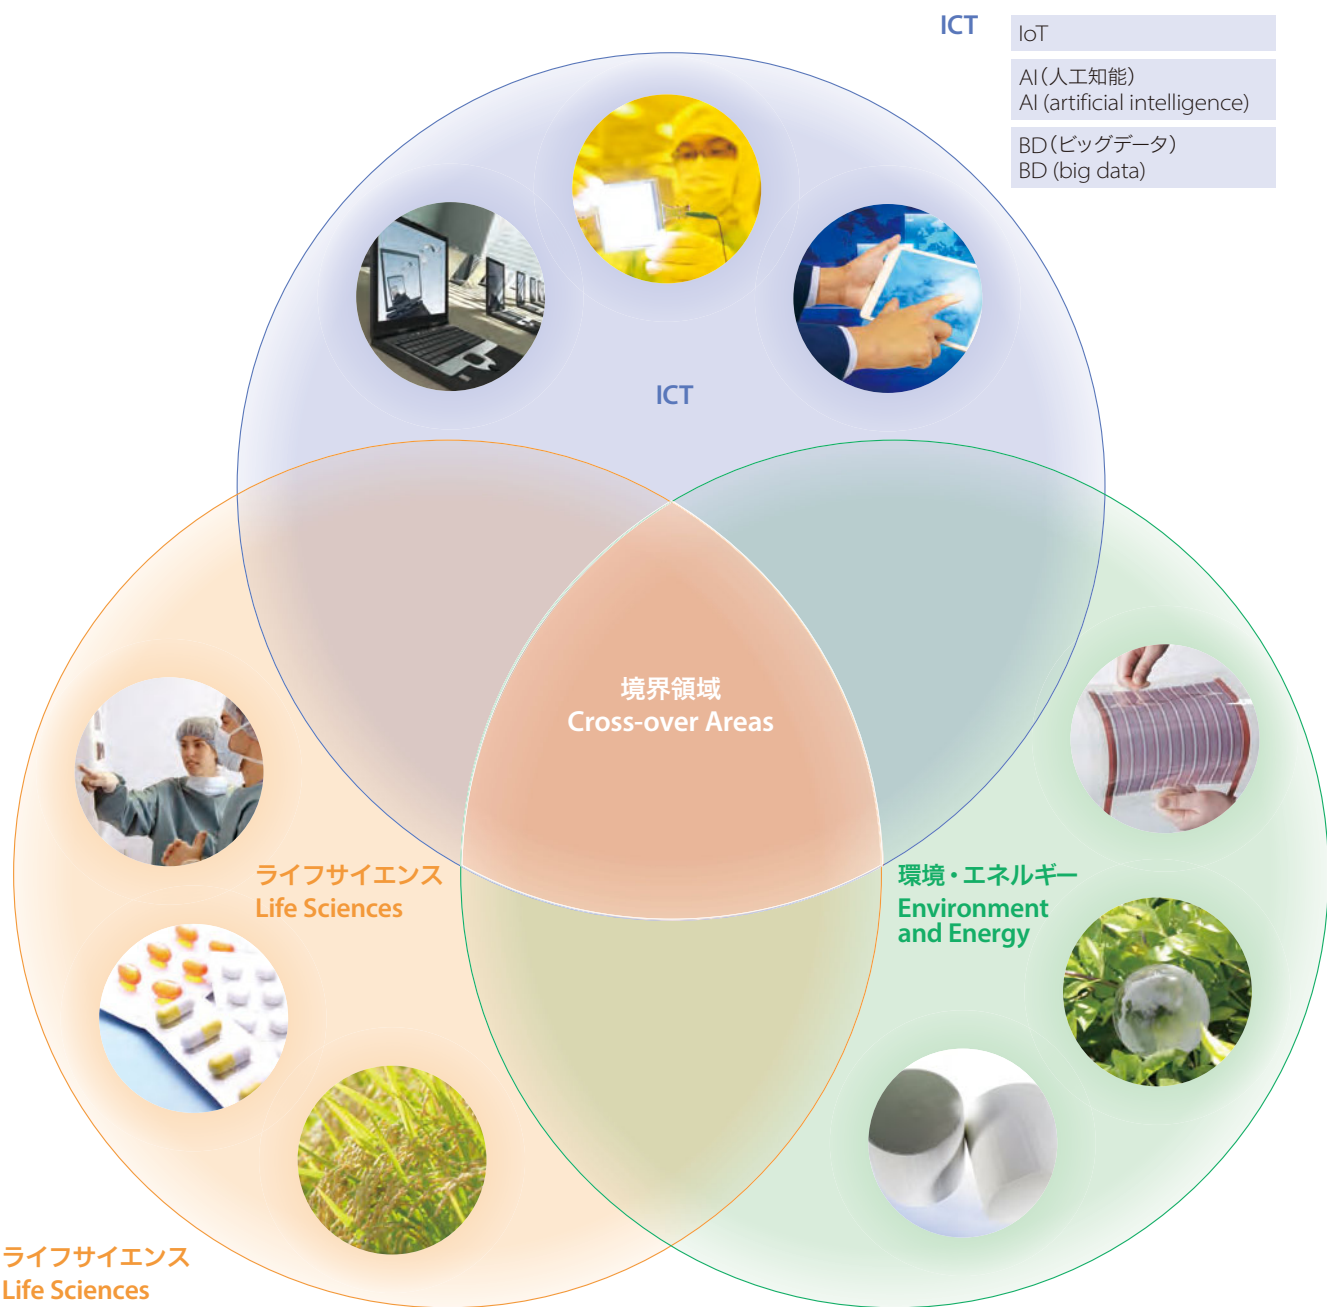 ICT
IoT
AI(人工知能)
AI (artificial intelligence)
BD(ビッグデータ)
BD (big data)
ICT
境界領域
Cross-over Areas
ライフサイエンス
Life Sciences
環境・エネルギー
Environment
and Energy
ライフサイエンス
Life Sciences